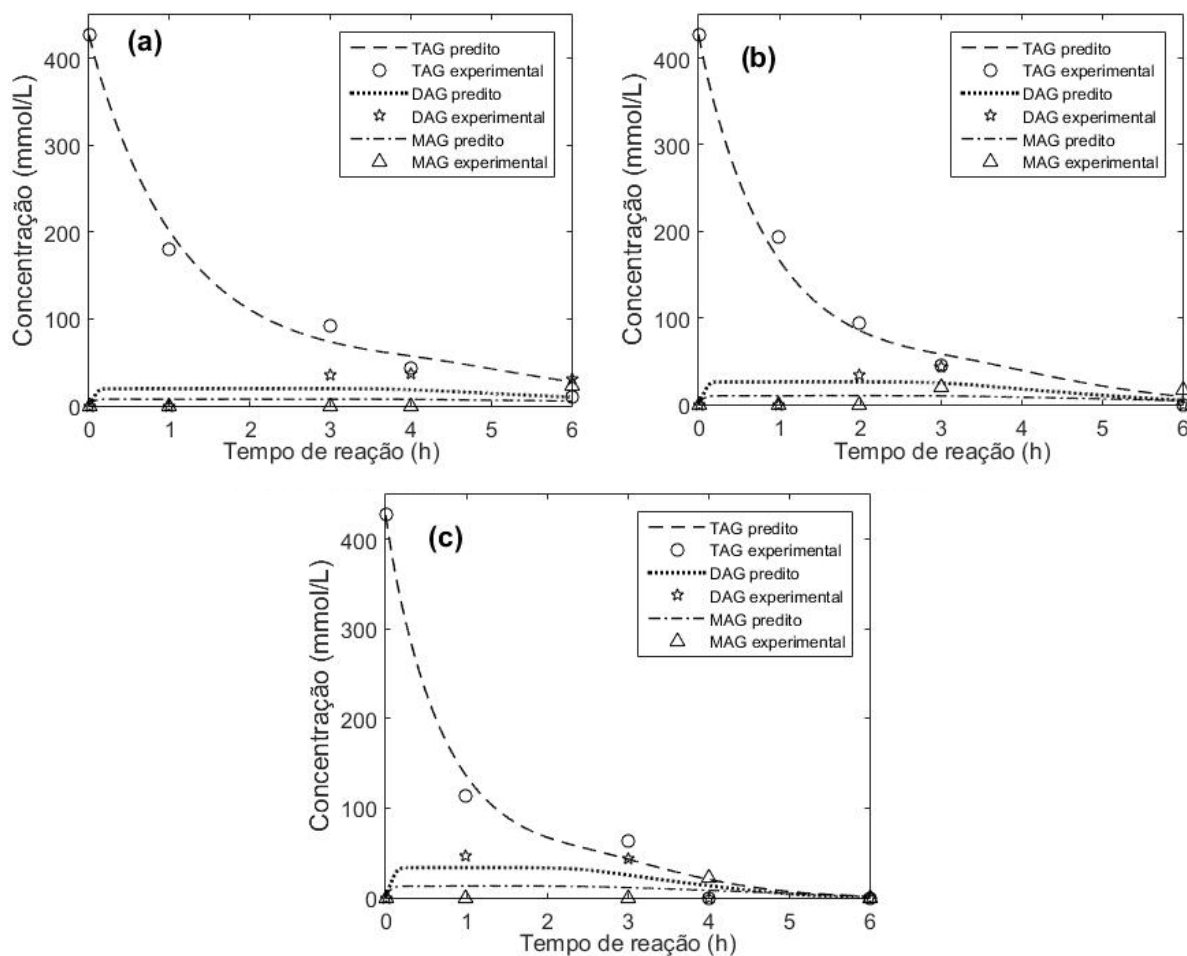 (a)
TAG predito
TAG experimental
DAG predito
DAG experimental
MAG predito
MAG experimental
Concentração (mmol/L)
400
300
200
100
0
0 1 2 3 4 5 6
Tempo de reação (h)
(b)
TAG predito
TAG experimental
DAG predito
DAG experimental
MAG predito
MAG experimental
Concentração (mmol/L)
400
300
200
100
0
0 1 2 3 4 5 6
Tempo de reação (h)
(c)
TAG predito
TAG experimental
DAG predito
DAG experimental
MAG predito
MAG experimental
Concentração (mmol/L)
400
300
200
100
0
0 1 2 3 4 5 6
Tempo de reação (h)